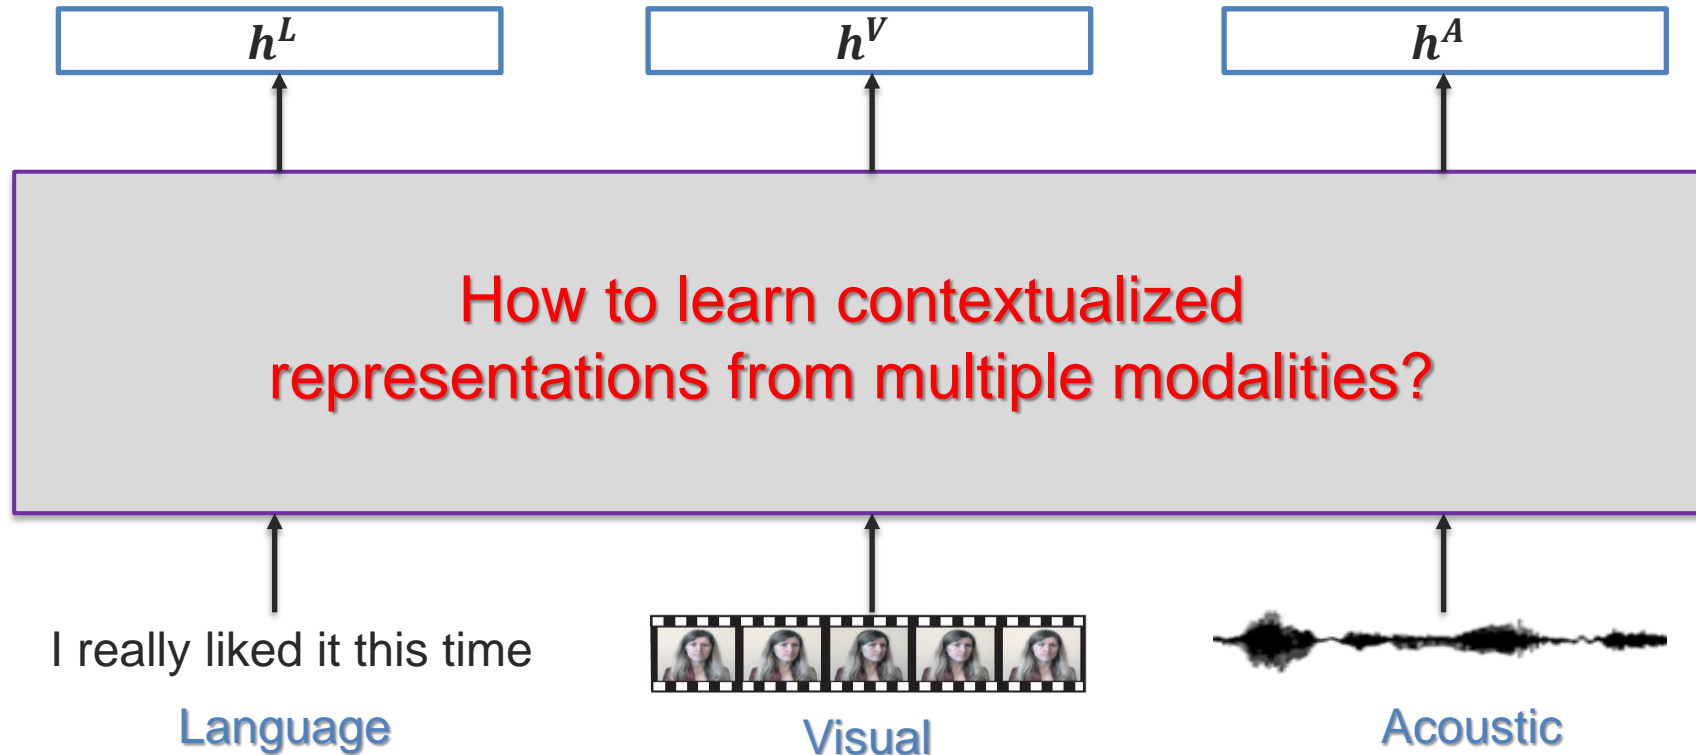 h^L
h^V
h^A
How to learn contextualized
representations from multiple modalities?
I really liked it this time
Language
Visual
Acoustic